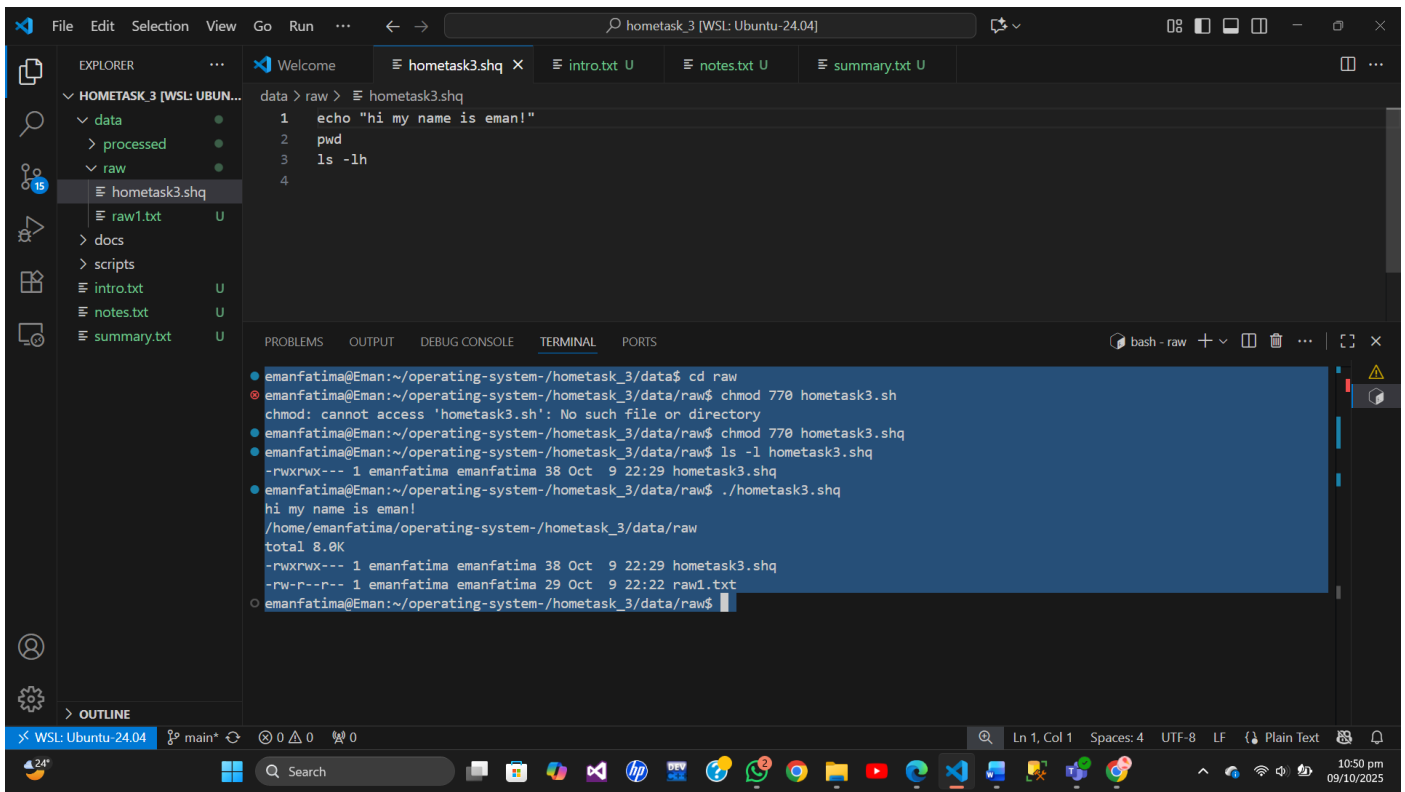 File Edit Selection View Go Run ··· ← → hometask_3 [WSL: Ubuntu-24.04]
EXPLORER ···
Welcome hometask3.shq intro.txt U notes.txt U summary.txt U
HOMETASK_3 [WSL: UBUN...
data
processed
raw
hometask3.shq
raw1.txt U
docs
scripts
intro.txt U
notes.txt U
summary.txt U
OUTLINE
15
data > raw > hometask3.shq
1 echo "hi my name is eman!"
2 pwd
3 ls -lh
4
PROBLEMS OUTPUT DEBUG CONSOLE TERMINAL PORTS bash - raw
emanfatima@Eman:~/operating-system-/hometask_3/data$ cd raw
emanfatima@Eman:~/operating-system-/hometask_3/data/raw$ chmod 770 hometask3.sh
chmod: cannot access 'hometask3.sh': No such file or directory
emanfatima@Eman:~/operating-system-/hometask_3/data/raw$ chmod 770 hometask3.shq
emanfatima@Eman:~/operating-system-/hometask_3/data/raw$ ls -l hometask3.shq
-rwxrwx--- 1 emanfatima emanfatima 38 Oct  9 22:29 hometask3.shq
emanfatima@Eman:~/operating-system-/hometask_3/data/raw$ ./hometask3.shq
hi my name is eman!
/home/emanfatima/operating-system-/hometask_3/data/raw
total 8.0K
-rwxrwx--- 1 emanfatima emanfatima 38 Oct  9 22:29 hometask3.shq
-rw-r--r-- 1 emanfatima emanfatima 29 Oct  9 22:22 raw1.txt
emanfatima@Eman:~/operating-system-/hometask_3/data/raw$
WSL: Ubuntu-24.04 main* 0 0 0 Ln 1, Col 1 Spaces: 4 UTF-8 LF Plain Text
24° Search hp DEV 2 10:50 pm
09/10/2025